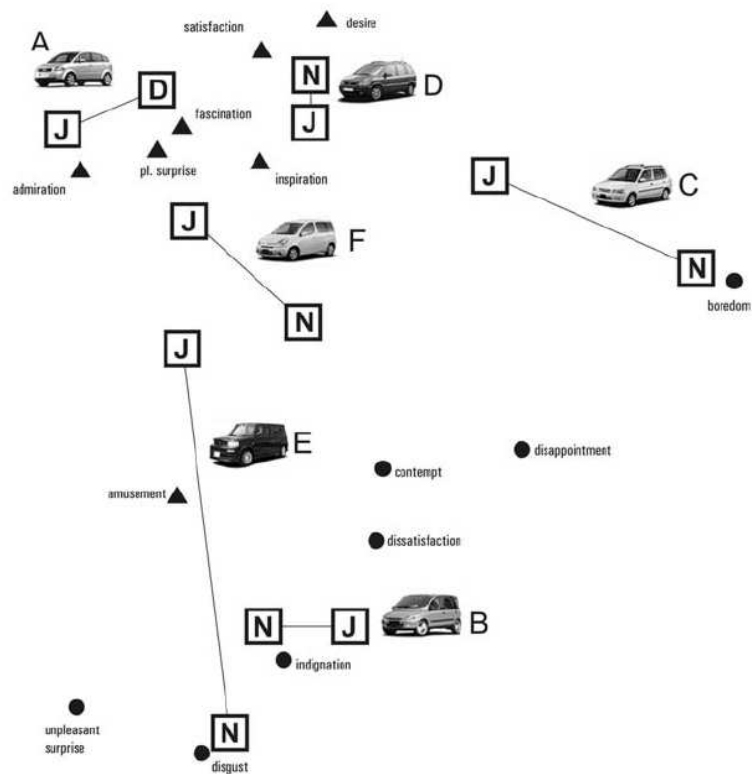 desire
satisfaction
A
N
D
D
J
J
fascination
pl. surprise
inspiration
admiration
J
C
J
F
N
boredom
N
J
E
disappointment
contempt
amusement
dissatisfaction
N
J
B
indignation
unpleasant
surprise
N
disgust